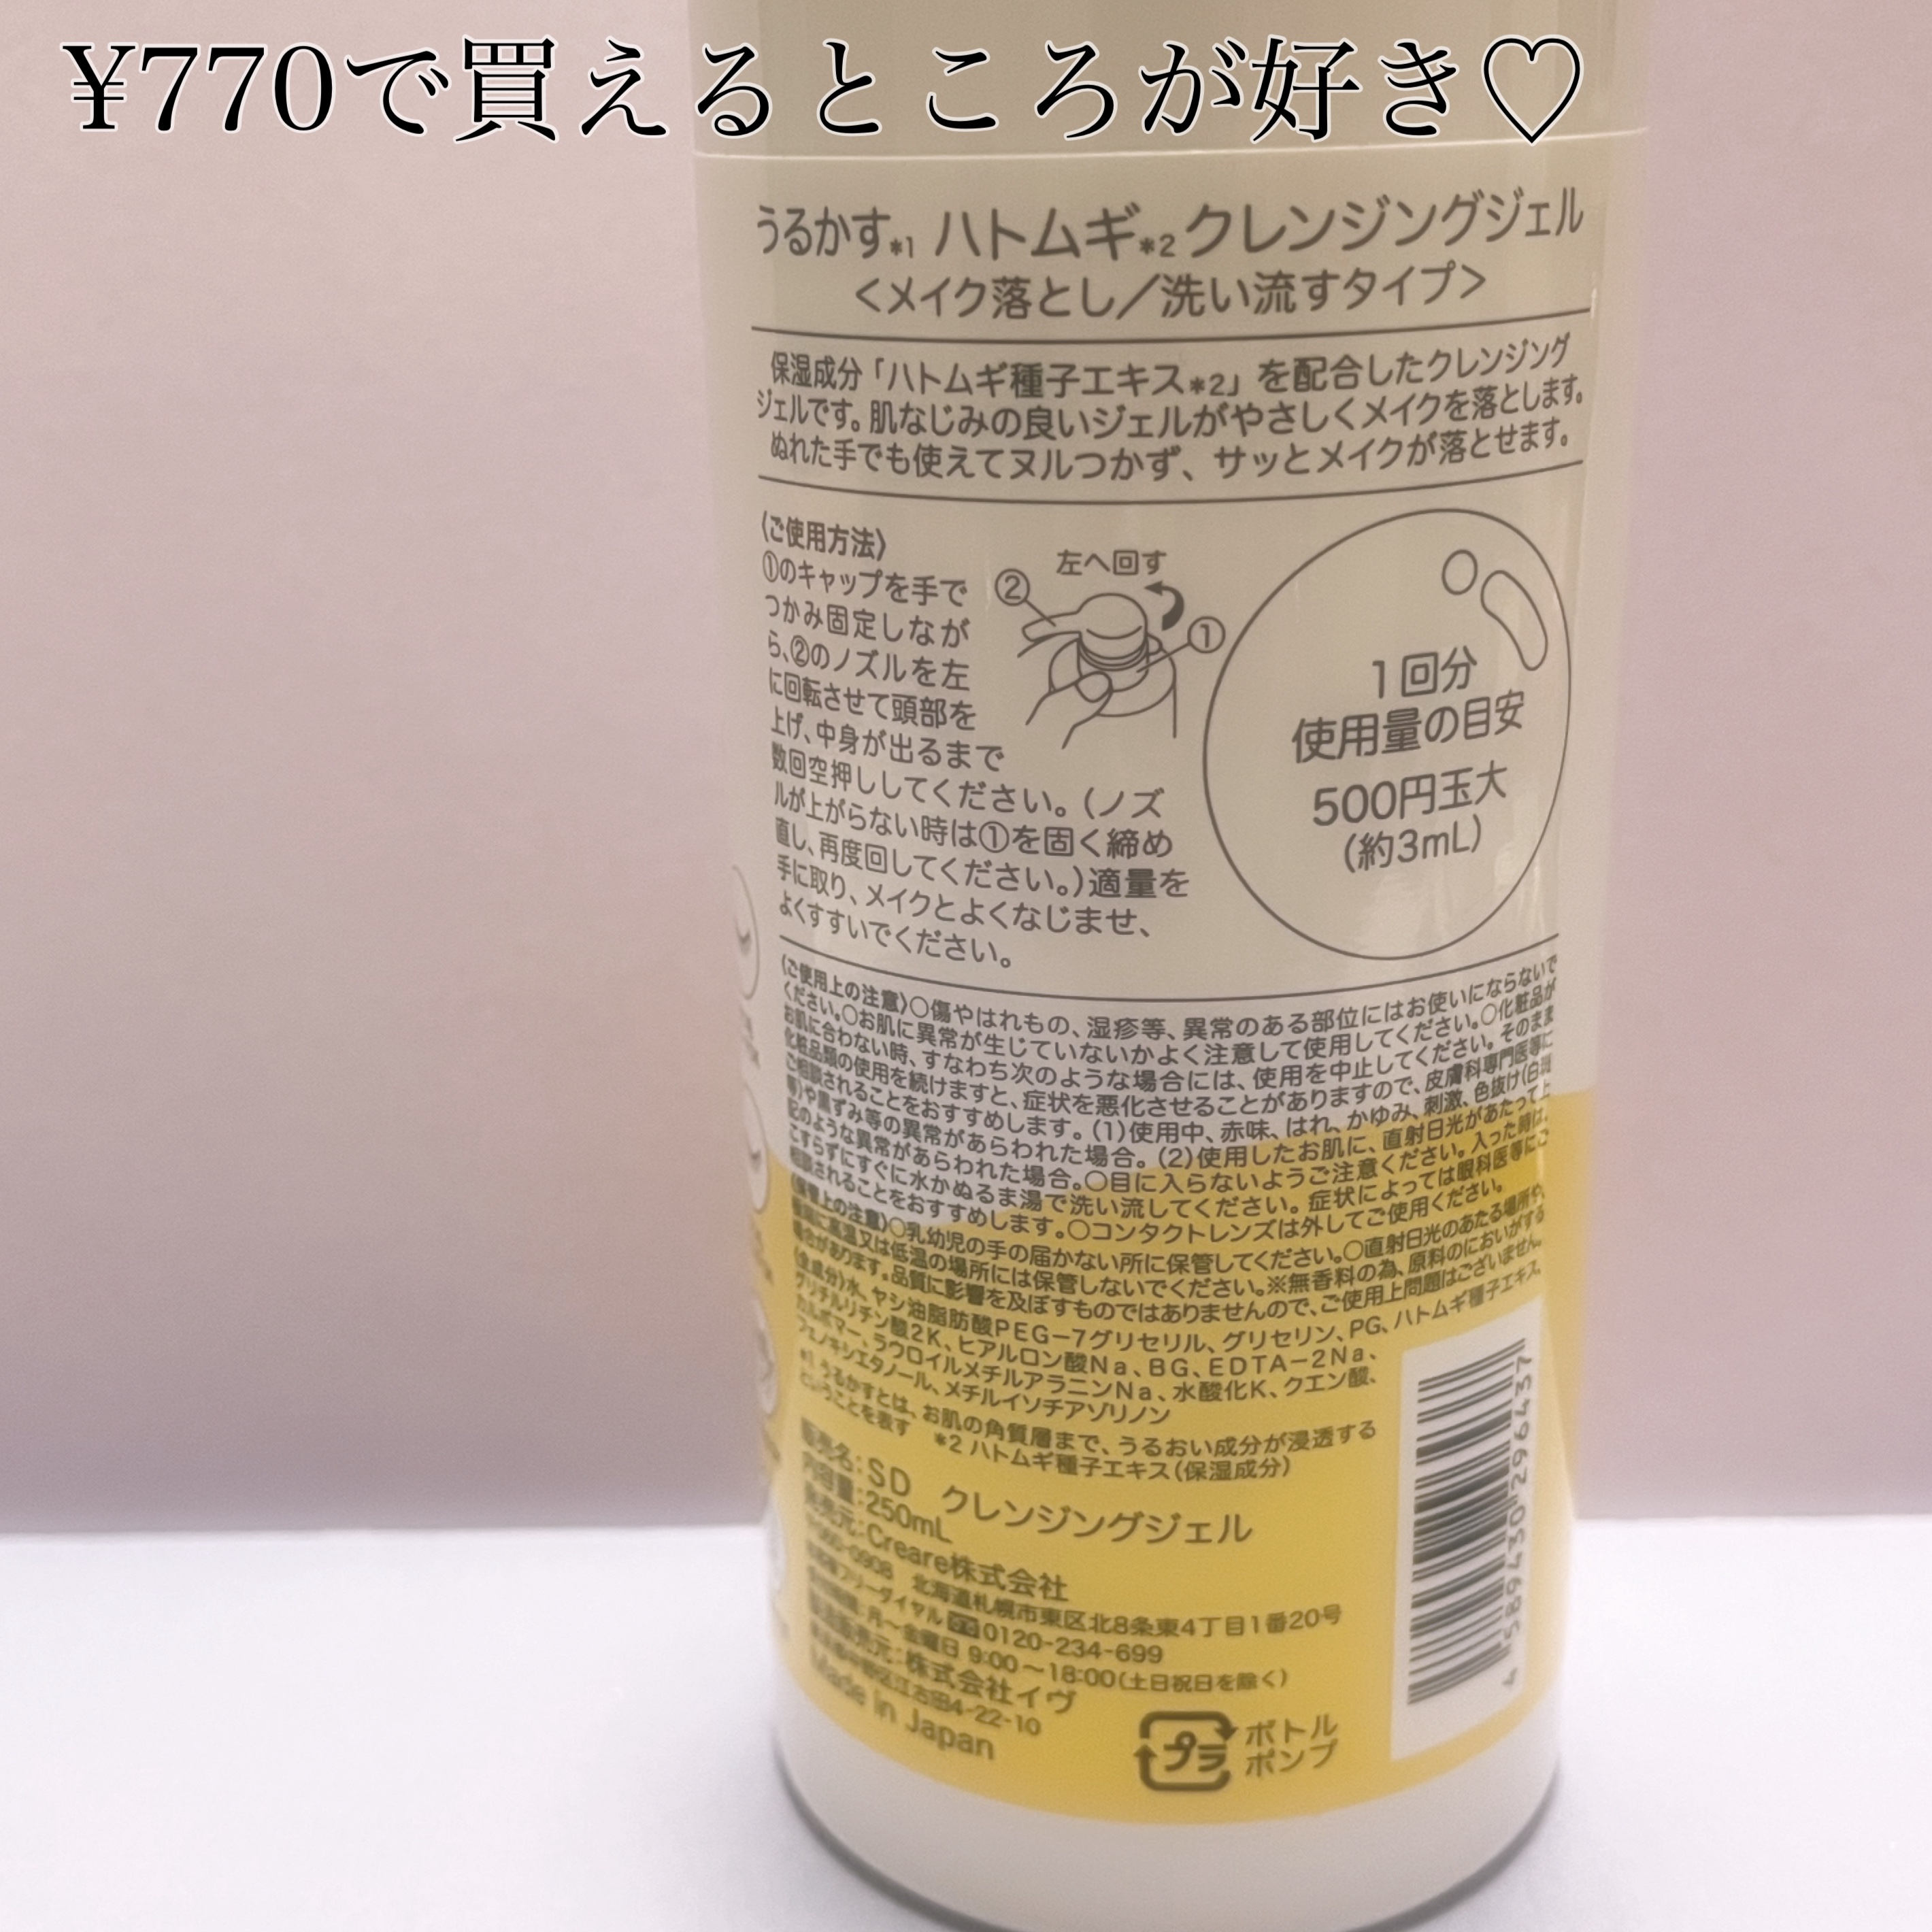 ¥770で買えるところが好き♡
うるかす*1 ハトムギ*2 クレンジングジェル
<メイク落とし／洗い流すタイプ>
保湿成分「ハトムギ種子エキス*2」を配合したクレンジング
ジェルです。肌なじみの良いジェルがやさしくメイクを落とします。
ぬれた手でも使えてヌルつかず、サッとメイクが落とせます。
〈ご使用方法〉
①のキャップを手で
つかみ固定しなが
ら、②のノズルを左
に回転させて頭部を
上げ、中身が出るまで
数回空押ししてください。(ノズ
ルが上がらない時は①を固く締め
直し、再度回してください。)適量を
手に取り、メイクとよくなじませ、
よくすすいでください。
左へ回す
②
①
1回分
使用量の目安
500円玉大
(約3mL)
〈ご使用上の注意〉○傷やはれもの、湿疹等、異常のある部位にはお使いにならないで
ください。○お肌に異常が生じていないかよく注意して使用してください。○化粧品が
お肌に合わない時、すなわち次のような場合には、使用を中止してください。そのまま
化粧品類の使用を続けますと、症状を悪化させることがありますので、皮膚科専門医等に
ご相談されることをおすすめします。(1)使用中、赤味、はれ、かゆみ、刺激、色抜け(白斑
等)や黒ずみ等の異常があらわれた場合。(2)使用したお肌に、直射日光があたって上
記のような異常があらわれた場合。○目に入らないようご注意ください。入った時は、
こすらずにすぐに水かぬるま湯で洗い流してください。症状によっては眼科医等にご
相談されることをおすすめします。○コンタクトレンズは外してご使用ください。
〈保管上の注意〉○乳幼児の手の届かない所に保管してください。○直射日光のあたる場所や、
極端に高温又は低温の場所には保管しないでください。※無香料の為、原料のにおいがする
場合があります。品質に影響を及ぼすものではありませんので、ご使用上問題はございません。
〈全成分〉水、ヤシ油脂肪酸PEG-7グリセリル、グリセリン、PG、ハトムギ種子エキス、
グリチルリチン酸2K、ヒアルロン酸Na、BG、EDTA-2Na、
カルボマー、ラウロイルメチルアラニンNa、水酸化K、クエン酸、
フェノキシエタノール、メチルイソチアゾリノン
*1 うるかすとは、お肌の角質層まで、うるおい成分が浸透する
ということを表す *2 ハトムギ種子エキス(保湿成分)
販売名：SD クレンジングジェル
内容量：250mL
発売元：Creare株式会社
〒060-0908 北海道札幌市東区北8条東4丁目1番20号
フリーダイヤル 0120-234-699
月～金曜日 9:00～18:00(土日祝日を除く)
製造販売元：株式会社イヴ
東京都中野区江古田4-22-10
Made in Japan
プラ
ボトル
ポンプ
4589679302647